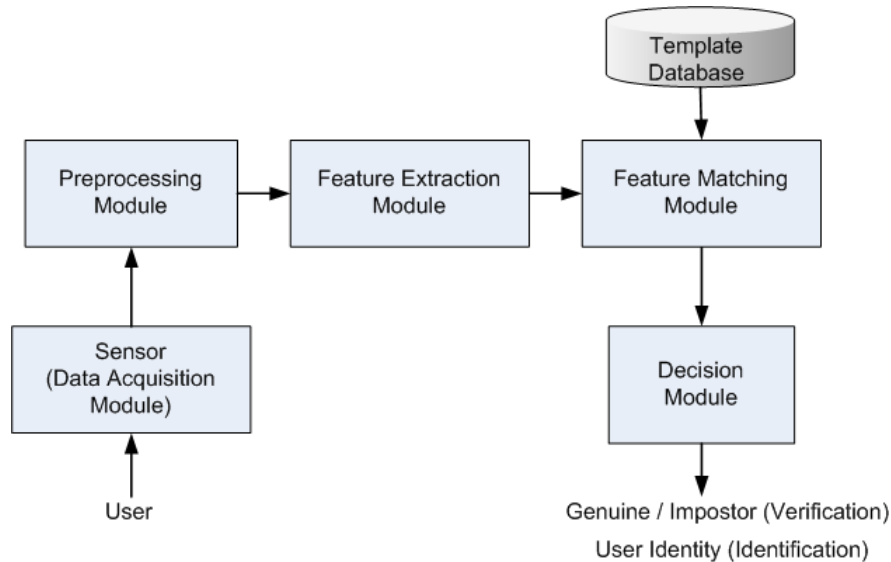 Template
Database
Preprocessing
Module
Feature Extraction
Module
Feature Matching
Module
Sensor
(Data Acquisition
Module)
Decision
Module
User
Genuine / Impostor (Verification)
User Identity (Identification)